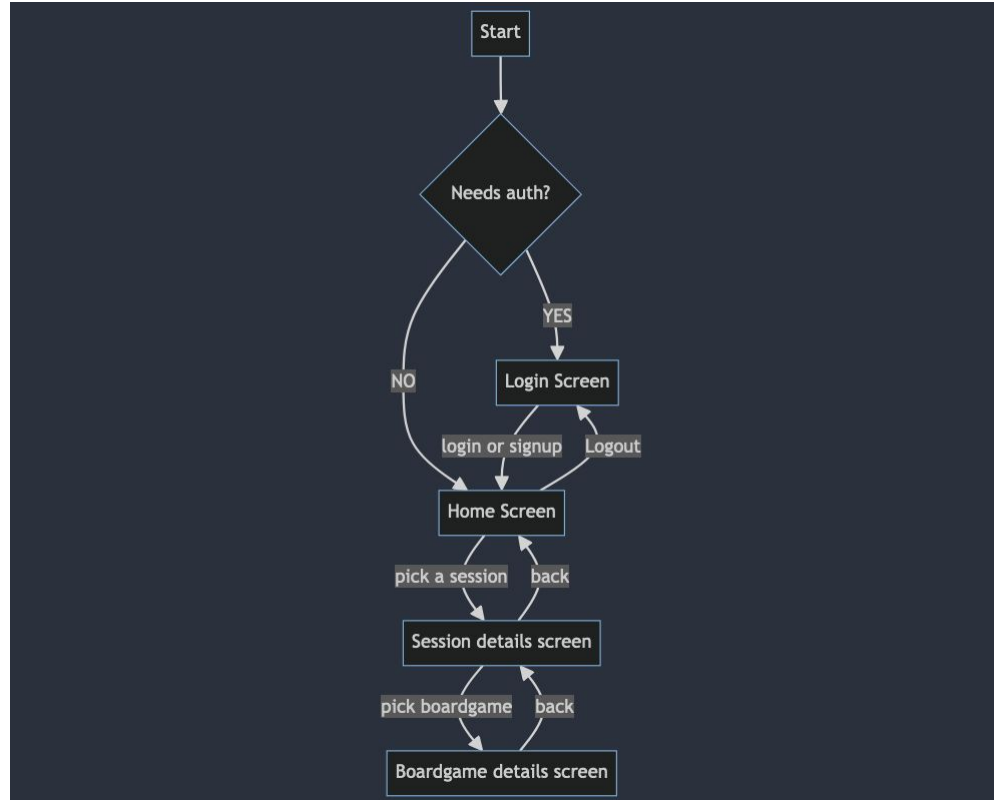 Start
Needs auth?
YES
NO
Login Screen
login or signup
Logout
Home Screen
pick a session
back
Session details screen
pick boardgame
back
Boardgame details screen